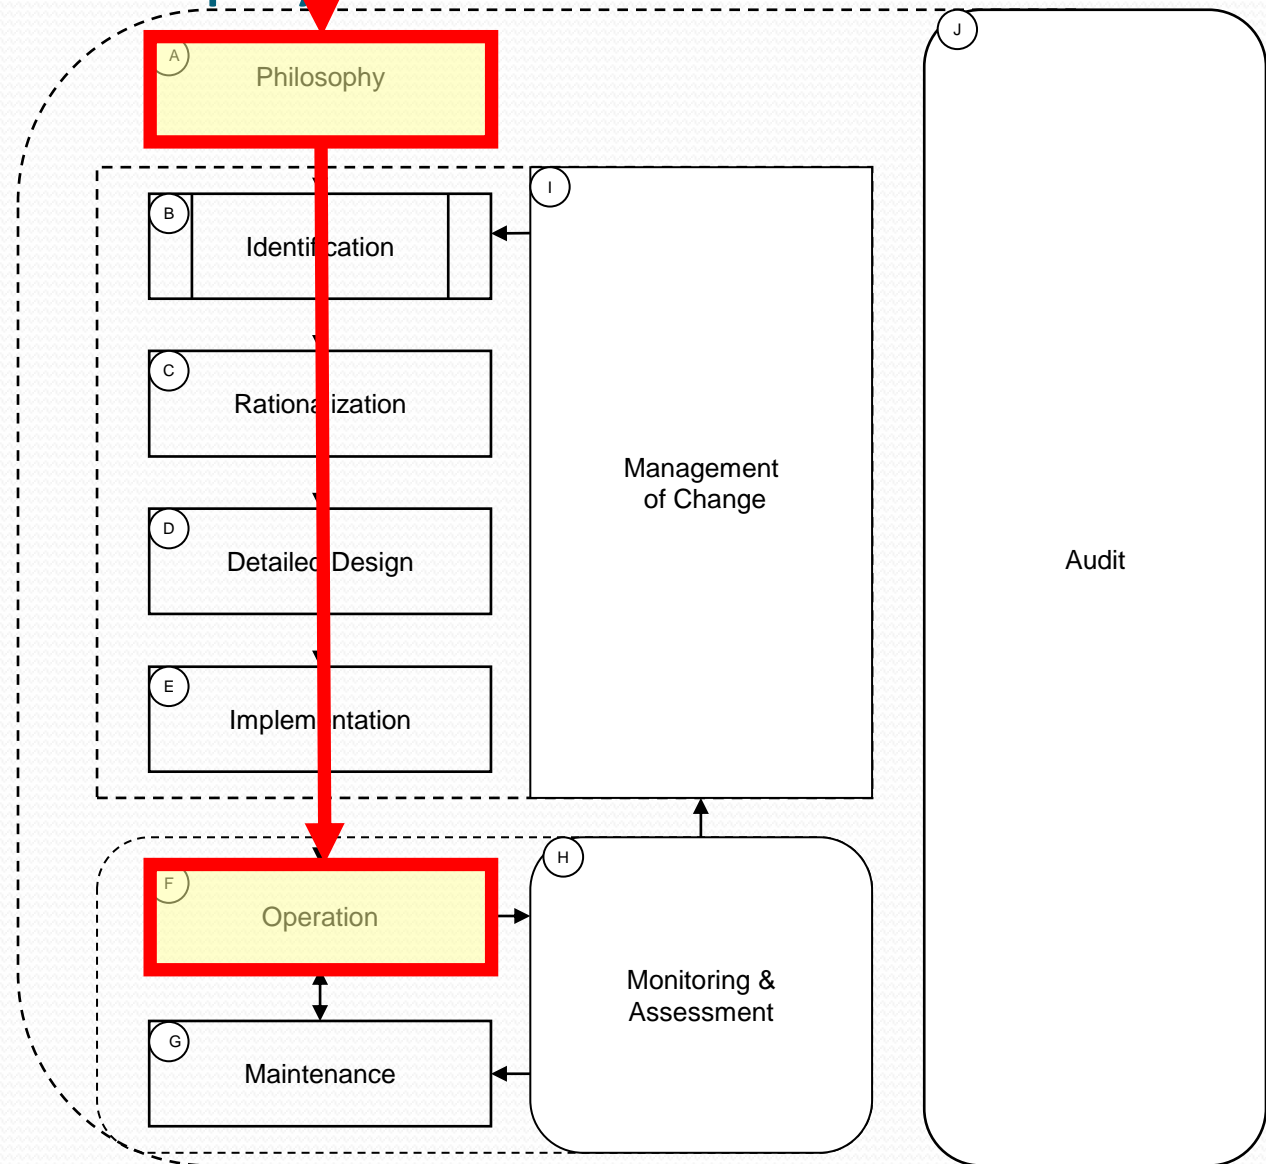 A
Philosophy
B
Identification
C
Rationalization
D
Detailed Design
E
Implementation
F
Operation
G
Maintenance
H
Monitoring &
Assessment
I
Management
of Change
J
Audit